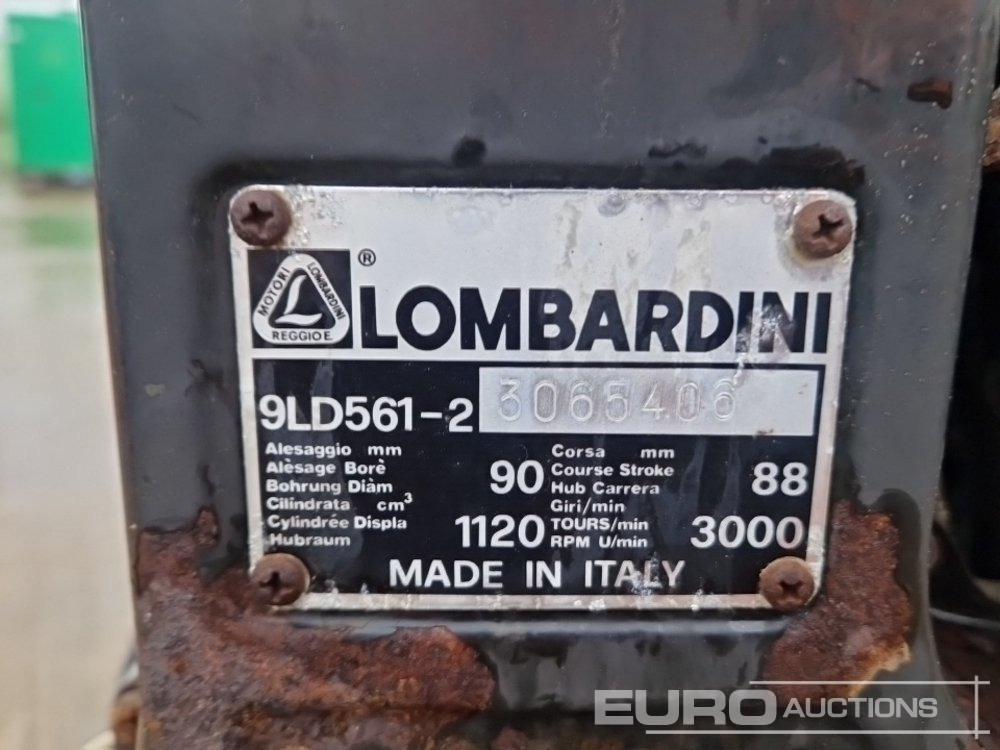 MOTORI LOMBARDINI
REGGIO E.
® LOMBARDINI
9LD561-2 3065406
Alesaggio mm
Alèsage Borè
Bohrung Diàm 90
Cilindrata cm³
Cylindrée Displa
Hubraum 1120
Corsa mm
Course Stroke
Hub Carrera 88
Giri/min
TOURS/min
RPM U/min 3000
MADE IN ITALY
EURO AUCTIONS